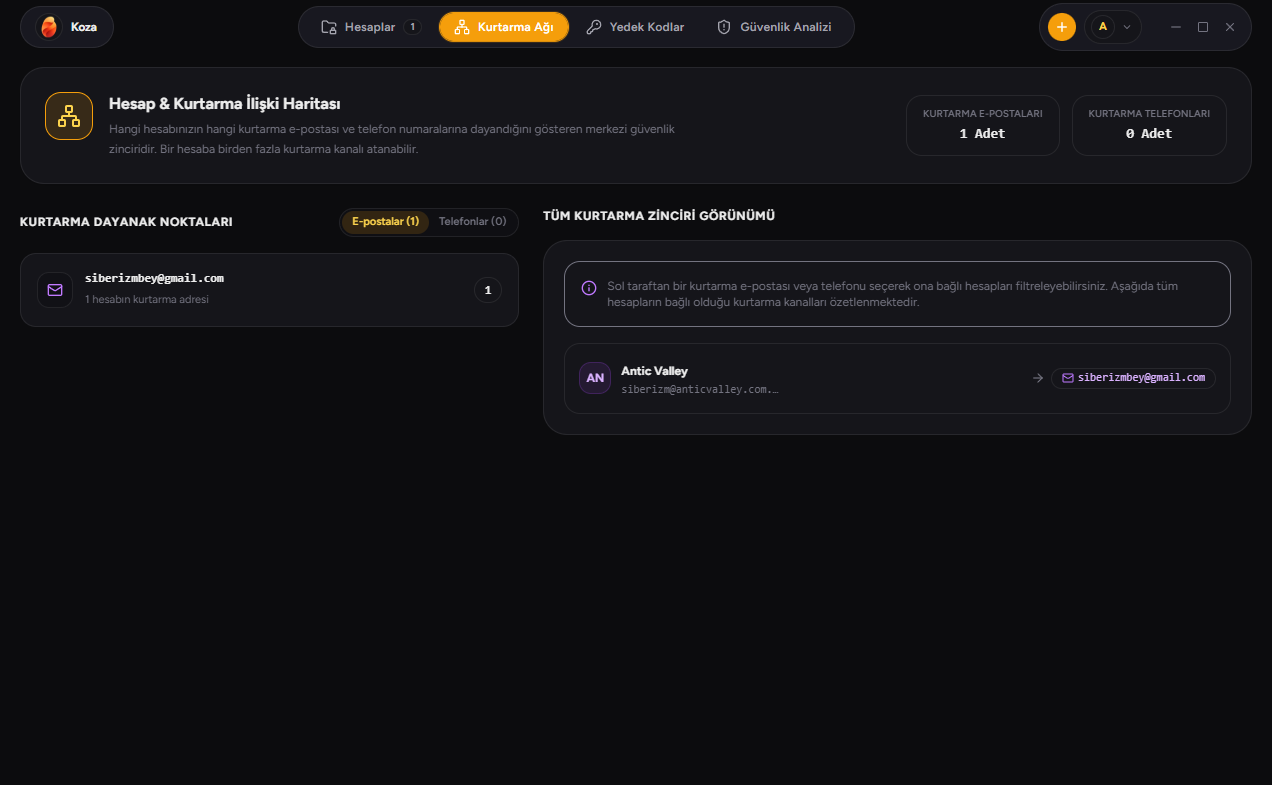 Koza
Hesaplar 1
Kurtarma Ağı
Yedek Kodlar
Güvenlik Analizi
+
A
Hesap & Kurtarma İlişki Haritası
Hangi hesabınızın hangi kurtarma e-postası ve telefon numaralarına dayandığını gösteren merkezi güvenlik
zinciridir. Bir hesaba birden fazla kurtarma kanalı atanabilir.
KURTARMA E-POSTALARI
1 Adet
KURTARMA TELEFONLARI
0 Adet
KURTARMA DAYANAK NOKTALARI
E-postalar (1)
Telefonlar (0)
siberizmbey@gmail.com
1 hesabın kurtarma adresi
1
TÜM KURTARMA ZİNCİRİ GÖRÜNÜMÜ
Sol taraftan bir kurtarma e-postası veya telefonu seçerek ona bağlı hesapları filtreleyebilirsiniz. Aşağıda tüm
hesapların bağlı olduğu kurtarma kanalları özetlenmektedir.
AN
Antic Valley
siberizm@anticvalley.com.…
siberizmbey@gmail.com